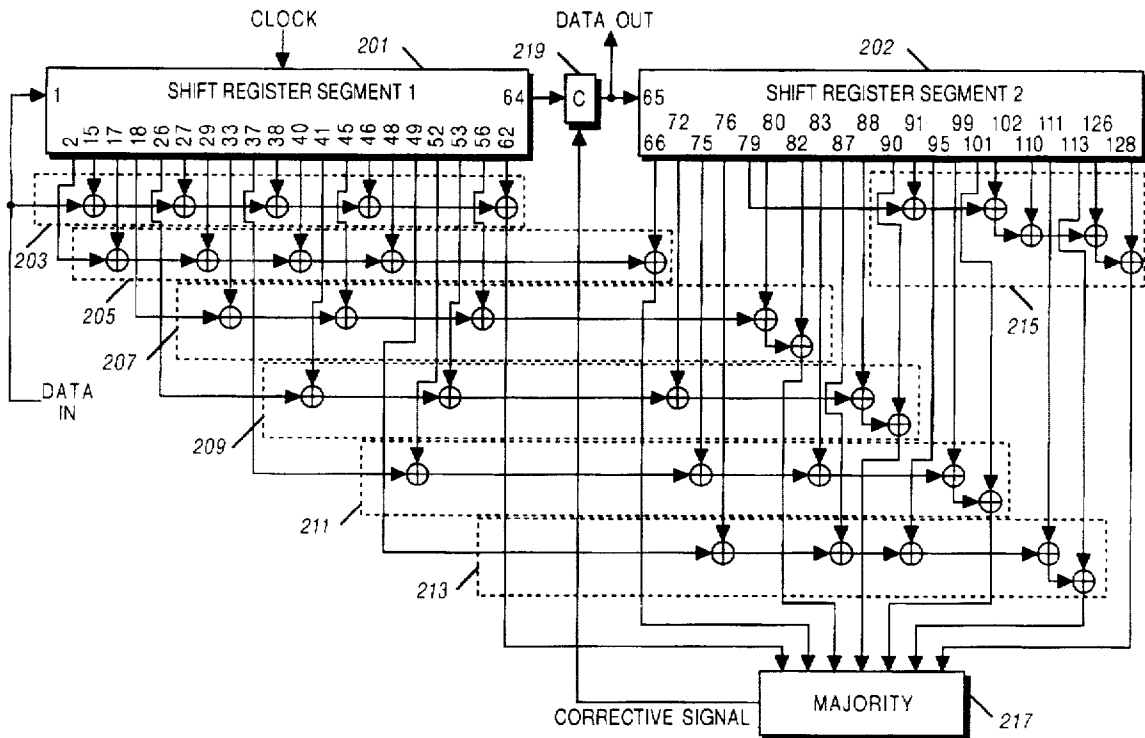 CLOCK
DATA OUT
201
219
202
1
SHIFT REGISTER SEGMENT 1
64
C
65
SHIFT REGISTER SEGMENT 2
2 15 17 18 26 27 29 33 37 38 40 41 45 46 48 49 52 53 56 62
66 72 75 76 79 80 82 83 87 88 90 91 95 99 101 102 110 111 113 126 128
203
205
215
207
DATA
IN
209
211
213
CORRECTIVE SIGNAL
MAJORITY
217